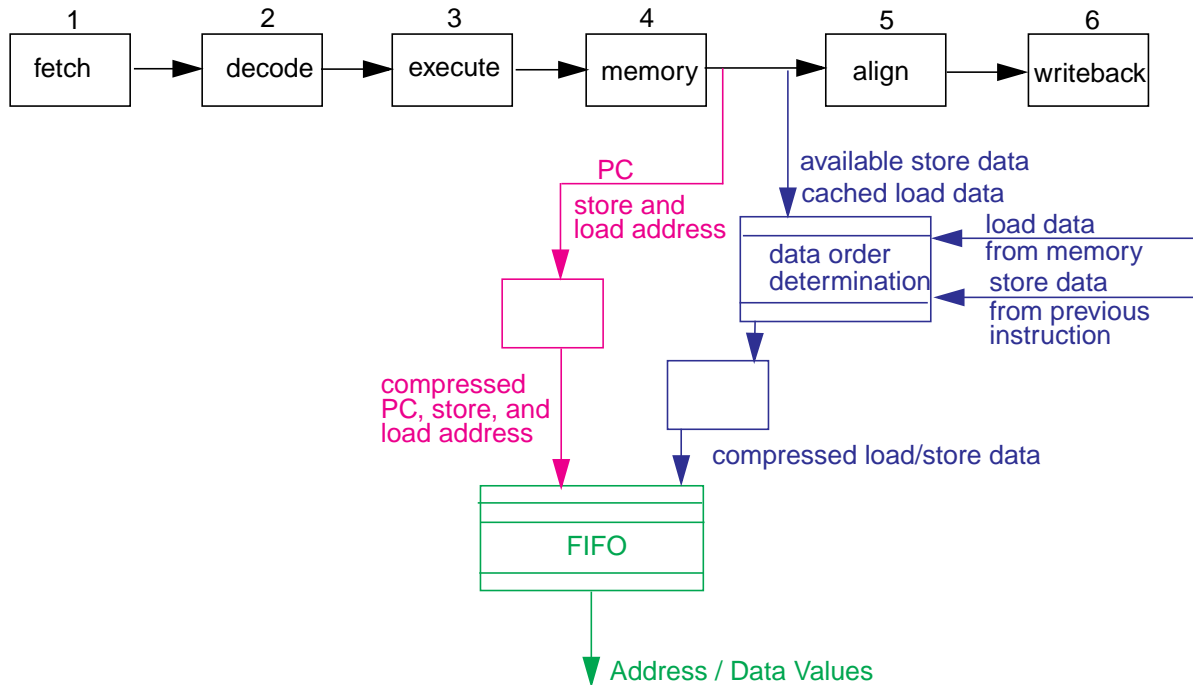 1 2 3 4 5 6
fetch decode execute memory align writeback
PC
store and
load address
available store data
cached load data
data order
determination
load data
from memory
store data
from previous
instruction
compressed
PC, store, and
load address
compressed load/store data
FIFO
Address / Data Values